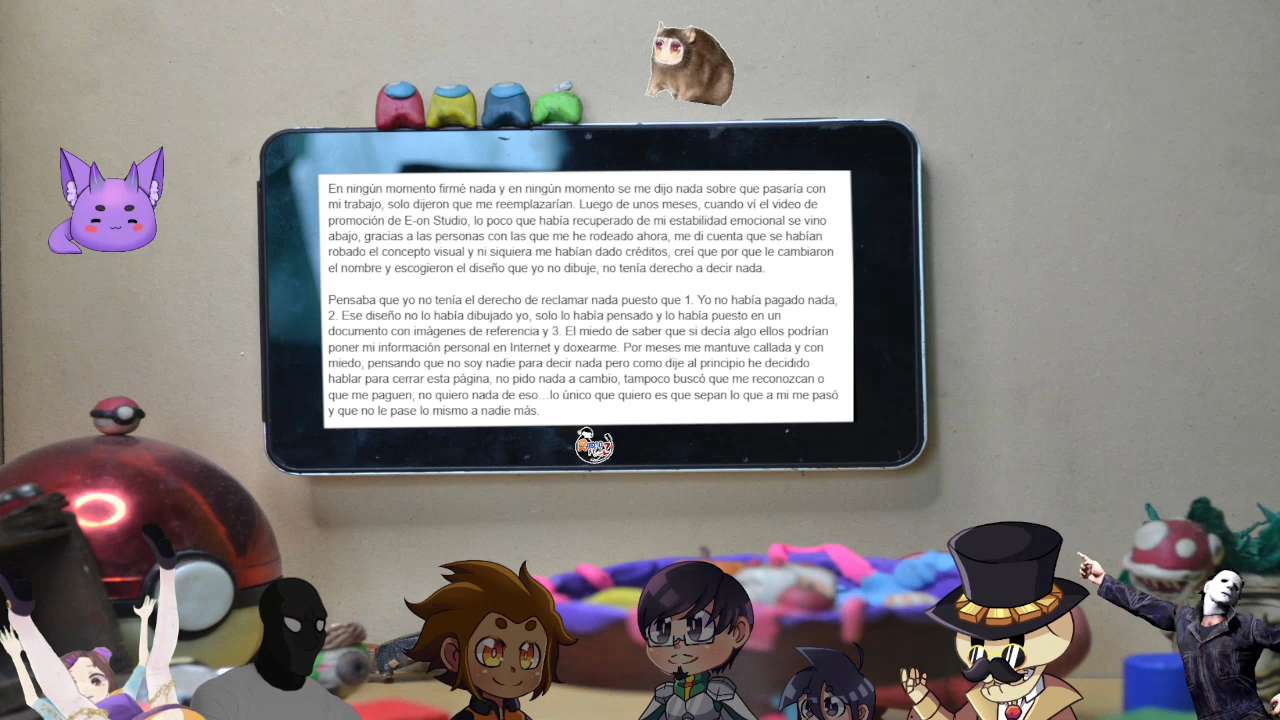 En ningún momento firmé nada y en ningún momento se me dijo nada sobre que pasaría con
mi trabajo, solo dijeron que me reemplazarían. Luego de unos meses, cuando ví el video de
promoción de E-on Studio, lo poco que había recuperado de mi estabilidad emocional se vino
abajo, gracias a las personas con las que me he rodeado ahora, me di cuenta que se habían
robado el concepto visual y ni siquiera me habían dado créditos, creí que por que le cambiaron
el nombre y escogieron el diseño que yo no dibuje, no tenía derecho a decir nada.
Pensaba que yo no tenía el derecho de reclamar nada puesto que 1. Yo no había pagado nada,
2. Ese diseño no lo había dibujado yo, solo lo había pensado y lo había puesto en un
documento con imágenes de referencia y 3. El miedo de saber que si decía algo ellos podrían
poner mi información personal en Internet y doxearme. Por meses me mantuve callada y con
miedo, pensando que no soy nadie para decir nada pero como dije al principio he decidido
hablar para cerrar esta página, no pido nada a cambio, tampoco buscó que me reconozcan o
que me paguen, no quiero nada de eso...lo único que quiero es que sepan lo que a mi me pasó
y que no le pase lo mismo a nadie más.